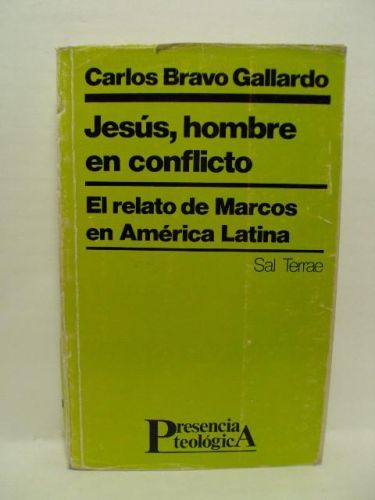 Carlos Bravo Gallardo
Jesús, hombre
en conflicto
El relato de Marcos
en América Latina
Sal Terrae
Presencia
teológicA